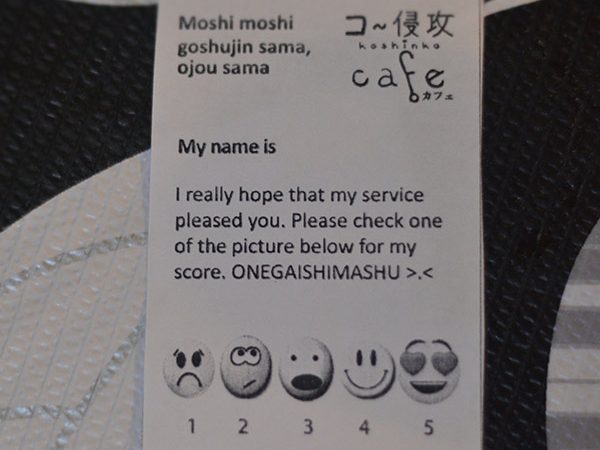 Moshi moshi
goshujin sama,
ojou sama
コ～侵攻
koshinko
cafe
カフェ
My name is
I really hope that my service
pleased you. Please check one
of the picture below for my
score. ONEGAISHIMASHU >.<
1 2 3 4 5